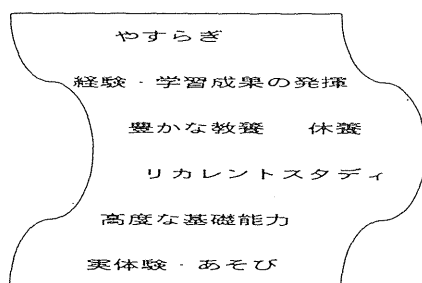 やすらぎ
経験・学習成果の発揮
豊かな教養　休養
リカレントスタディ
高度な基礎能力
実体験・あそび